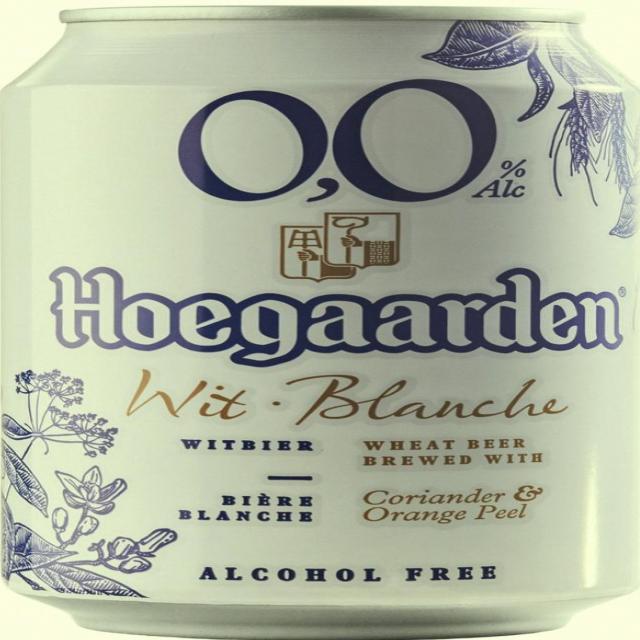 0,0 % Alc
Hoegaarden®
Wit · Blanche
WITBIER
BIÈRE
BLANCHE
WHEAT BEER
BREWED WITH
Coriander &
Orange Peel
ALCOHOL FREE